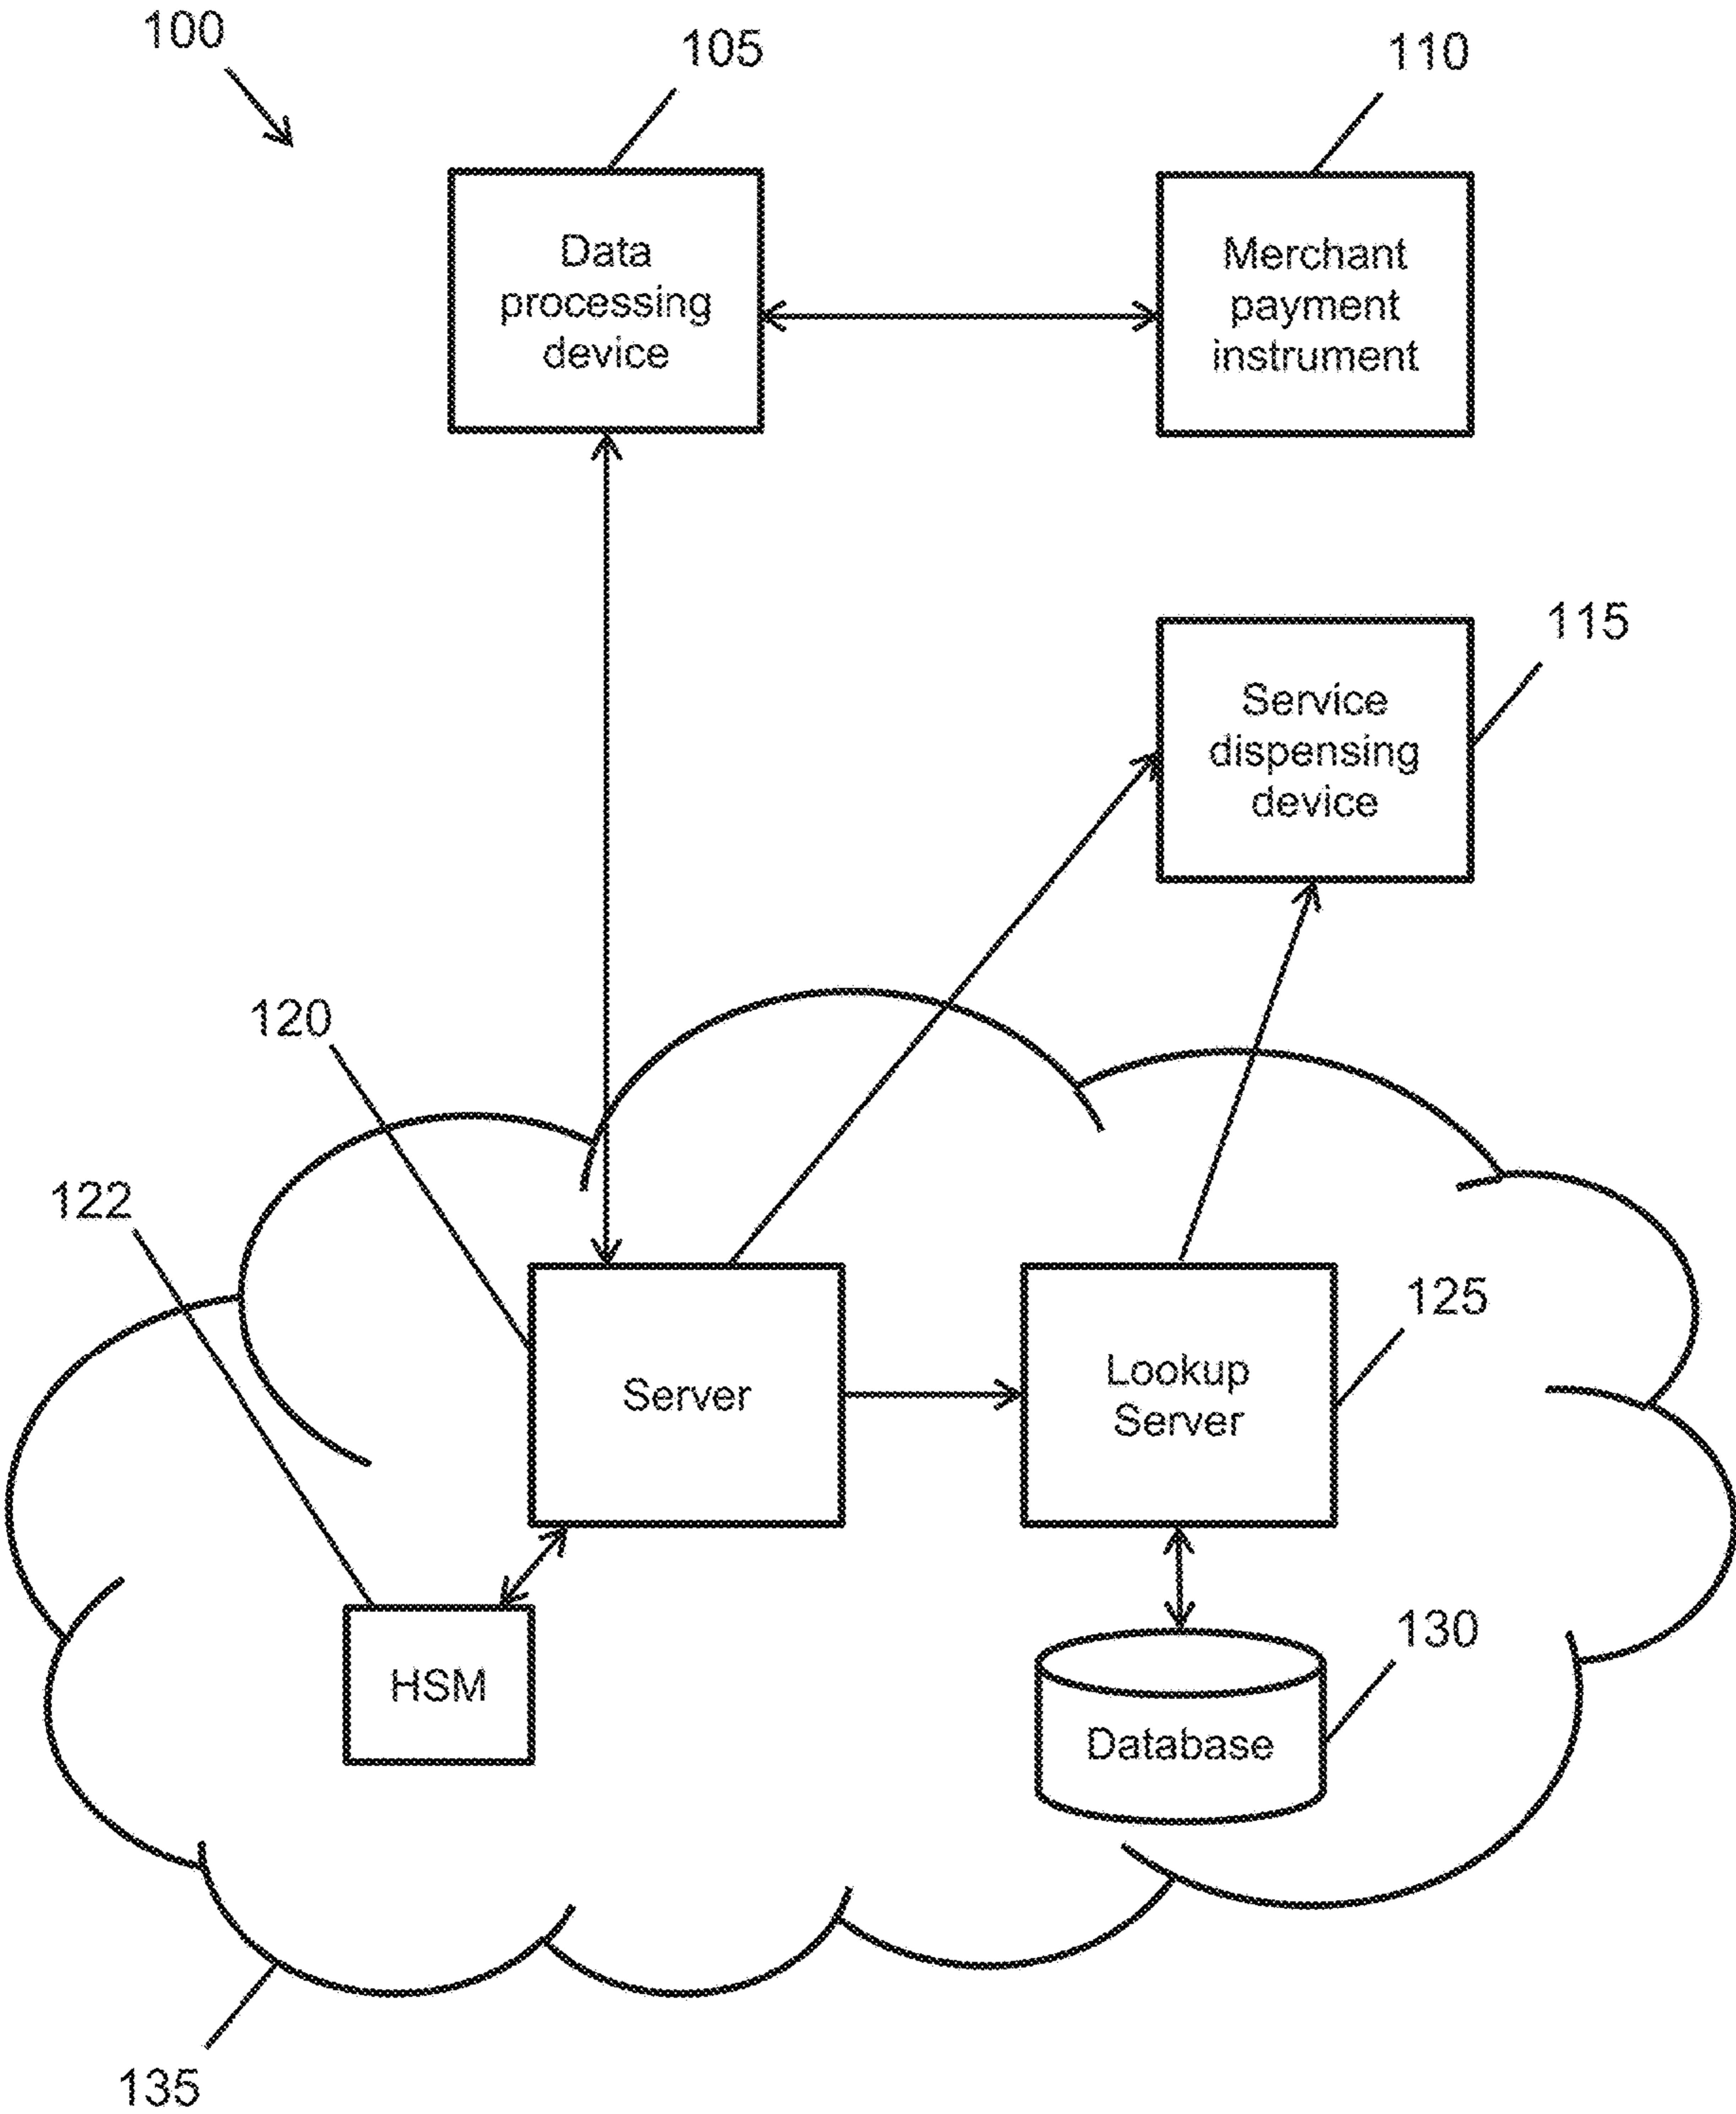 100
105
110
Data
processing
device
Merchant
payment
instrument
115
Service
dispensing
device
120
122
125
Server
Lookup
Server
130
HSM
Database
135